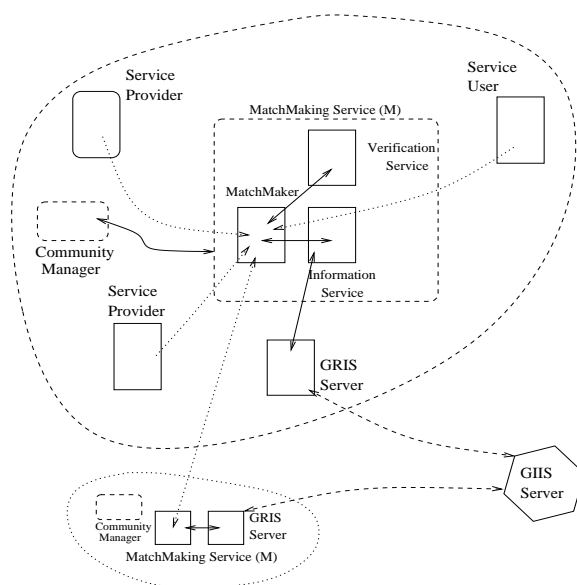 Service
Provider
Service
User
MatchMaking Service (M)
Verification
Service
MatchMaker
Community
Manager
Information
Service
Service
Provider
GRIS
Server
GIIS
Server
Community
Manager
GRIS
Server
MatchMaking Service (M)